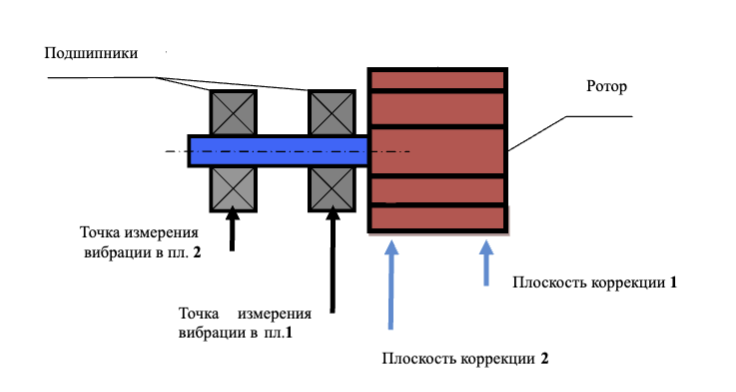 Подшипники
Ротор
Точка измерения
вибрации в пл. 2
Плоскость коррекции 1
Точка измерения
вибрации в пл.1
Плоскость коррекции 2